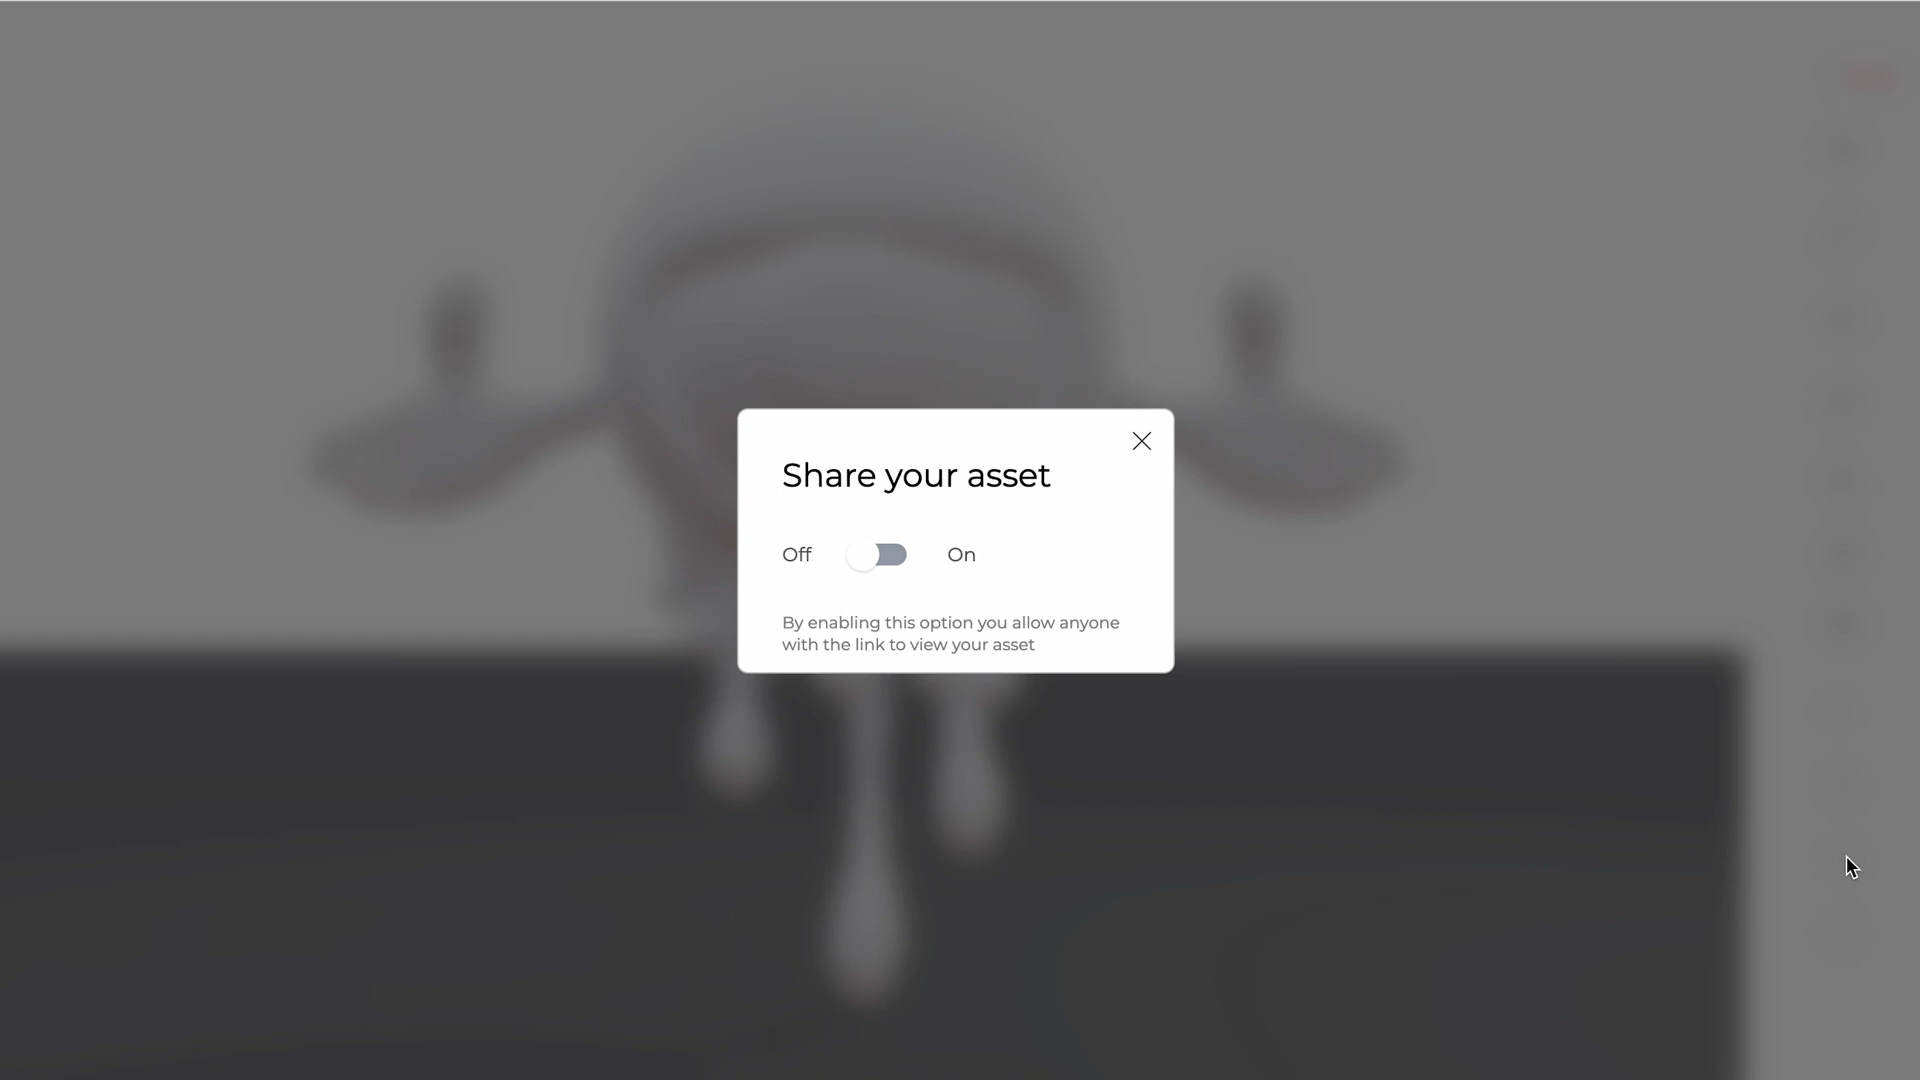 Share your asset
Off On
By enabling this option you allow anyone
with the link to view your asset